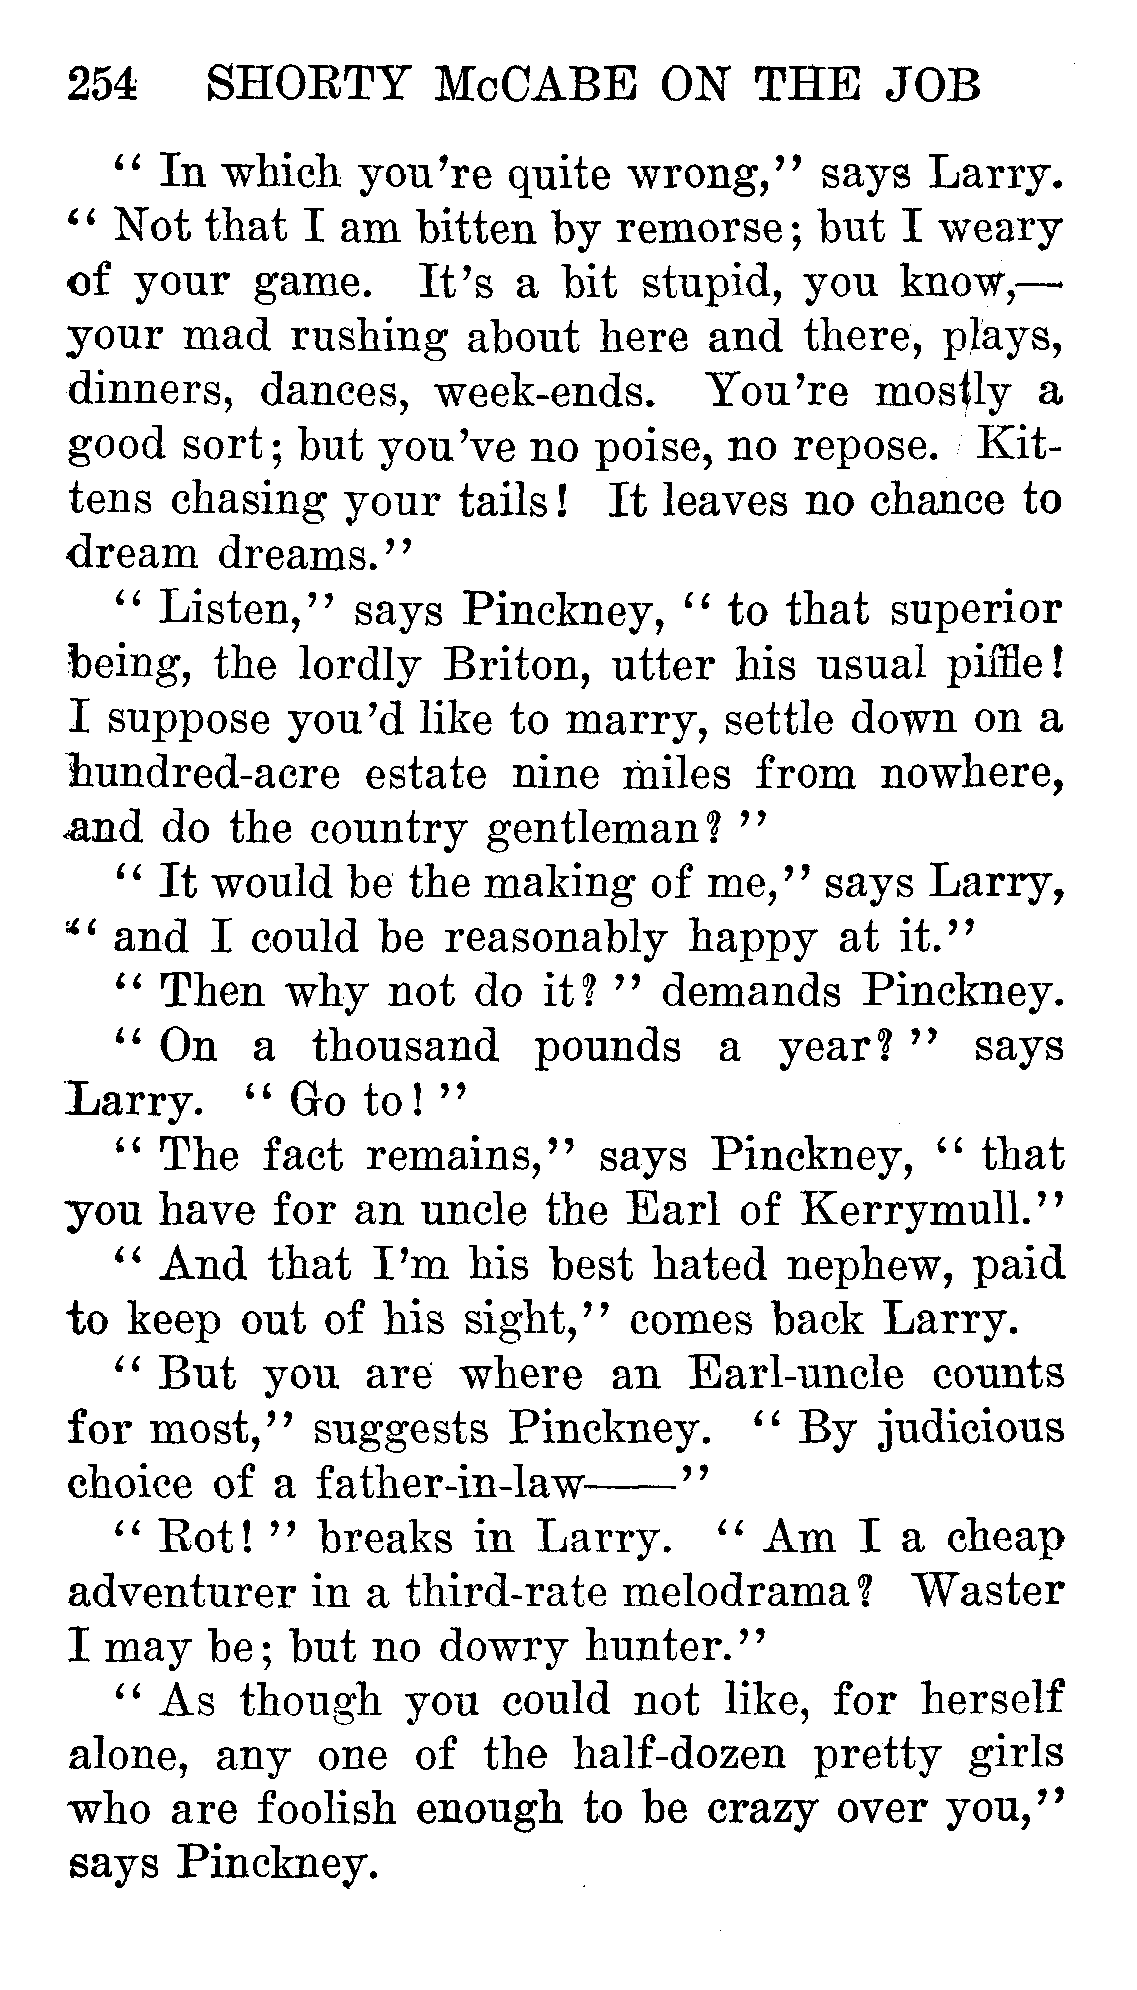 254 SHORTY McCABE ON THE JOB
“ In which you’re quite wrong,” says Larry.
“ Not that I am bitten by remorse; but I weary
of your game. It’s a bit stupid, you know,—
your mad rushing about here and there, plays,
dinners, dances, week-ends. You’re mostly a
good sort; but you’ve no poise, no repose. Kit-
tens chasing your tails! It leaves no chance to
dream dreams.”
“ Listen,” says Pinckney, “ to that superior
being, the lordly Briton, utter his usual piffle!
I suppose you’d like to marry, settle down on a
hundred-acre estate nine miles from nowhere,
and do the country gentleman? ”
“ It would be the making of me,” says Larry,
“ and I could be reasonably happy at it.”
“ Then why not do it? ” demands Pinckney.
“ On a thousand pounds a year? ” says
Larry. “ Go to! ”
“ The fact remains,” says Pinckney, “ that
you have for an uncle the Earl of Kerrymull.”
“ And that I’m his best hated nephew, paid
to keep out of his sight,” comes back Larry.
“ But you are where an Earl-uncle counts
for most,” suggests Pinckney. “ By judicious
choice of a father-in-law——”
“ Rot! ” breaks in Larry. “ Am I a cheap
adventurer in a third-rate melodrama? Waster
I may be; but no dowry hunter.”
“ As though you could not like, for herself
alone, any one of the half-dozen pretty girls
who are foolish enough to be crazy over you,”
says Pinckney.